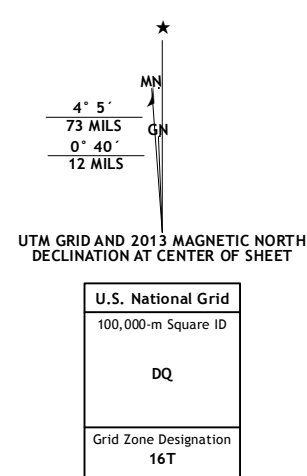 ★
MN
4° 5´
73 MILS
GN
0° 40´
12 MILS
UTM GRID AND 2013 MAGNETIC NORTH
DECLINATION AT CENTER OF SHEET
U.S. National Grid
100,000-m Square ID
DQ
Grid Zone Designation
16T